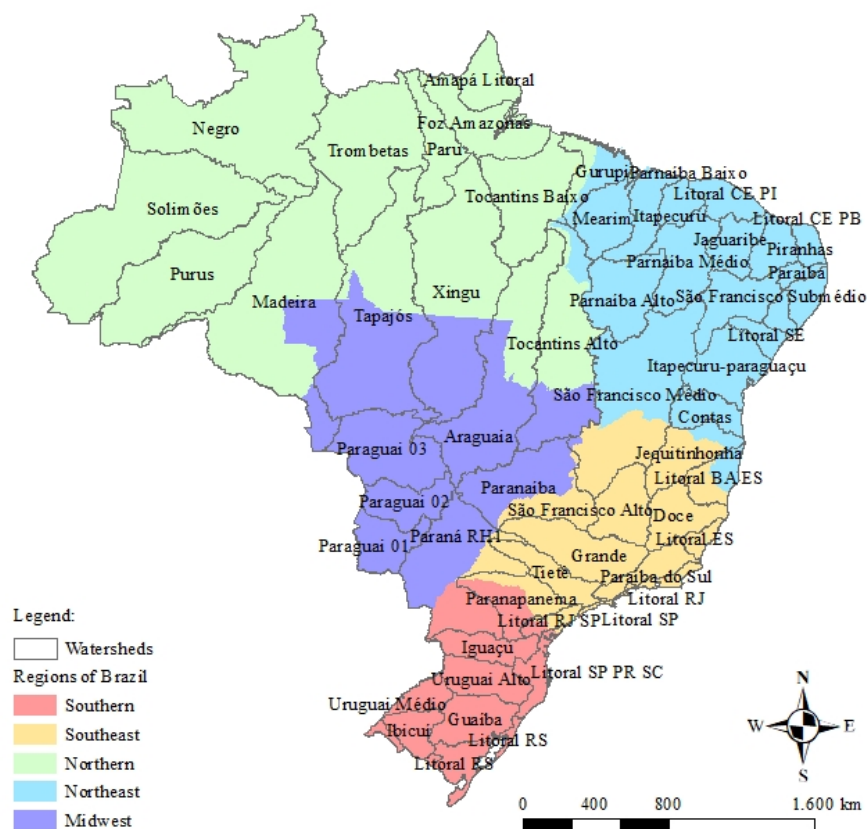 Amapá Litoral
Negro
Foz Amazonas
Trombetas
Paru
Gurupi
Parnaiba Baixo
Tocantins Baixo
Litoral CE PI
Solimões
Mearim
Itapecuru
Litoral CE PB
Jaguaribe
Piranhas
Purus
Parnaiba Médio
Paraibá
Madeira
Xingu
Parnaiba Alto
São Francisco Submédio
Tapajós
Tocantins Alto
Litoral SE
Itapecuru-paraguaçu
São Francisco Médio
Contas
Paraguai 03
Araguaia
Jequitinhonha
Paranaiba
Litoral BA ES
Paraguai 02
São Francisco Alto
Doce
Paraguai 01
Paraná RH1
Litoral ES
Grande
Tietê
Paraiba do Sul
Paranapanema
Litoral RJ
Litoral RJ SP
Litoral SP
Iguaçu
Litoral SP PR SC
Uruguai Alto
Uruguai Médio
Guaiba
Ibicui
Litoral RS
Litoral RS
Legend:
Watersheds
Regions of Brazil
Southern
Southeast
Northern
Northeast
Midwest
N
W
E
S
0 400 800 1.600 km